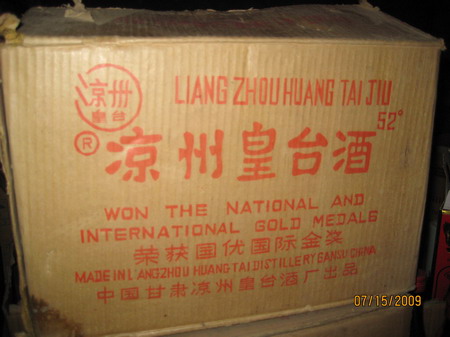 凉州
皇台
®
LIANG ZHOU HUANG TAI JIU
52°
凉州皇台酒
WON THE NATIONAL AND
INTERNATIONAL GOLD MEDALS
荣获国优国际金奖
MADE IN LIANGZHOU HUANG TAI DISTILLERY GANSU CHINA
中国甘肃凉州皇台酒厂出品
07/15/2009